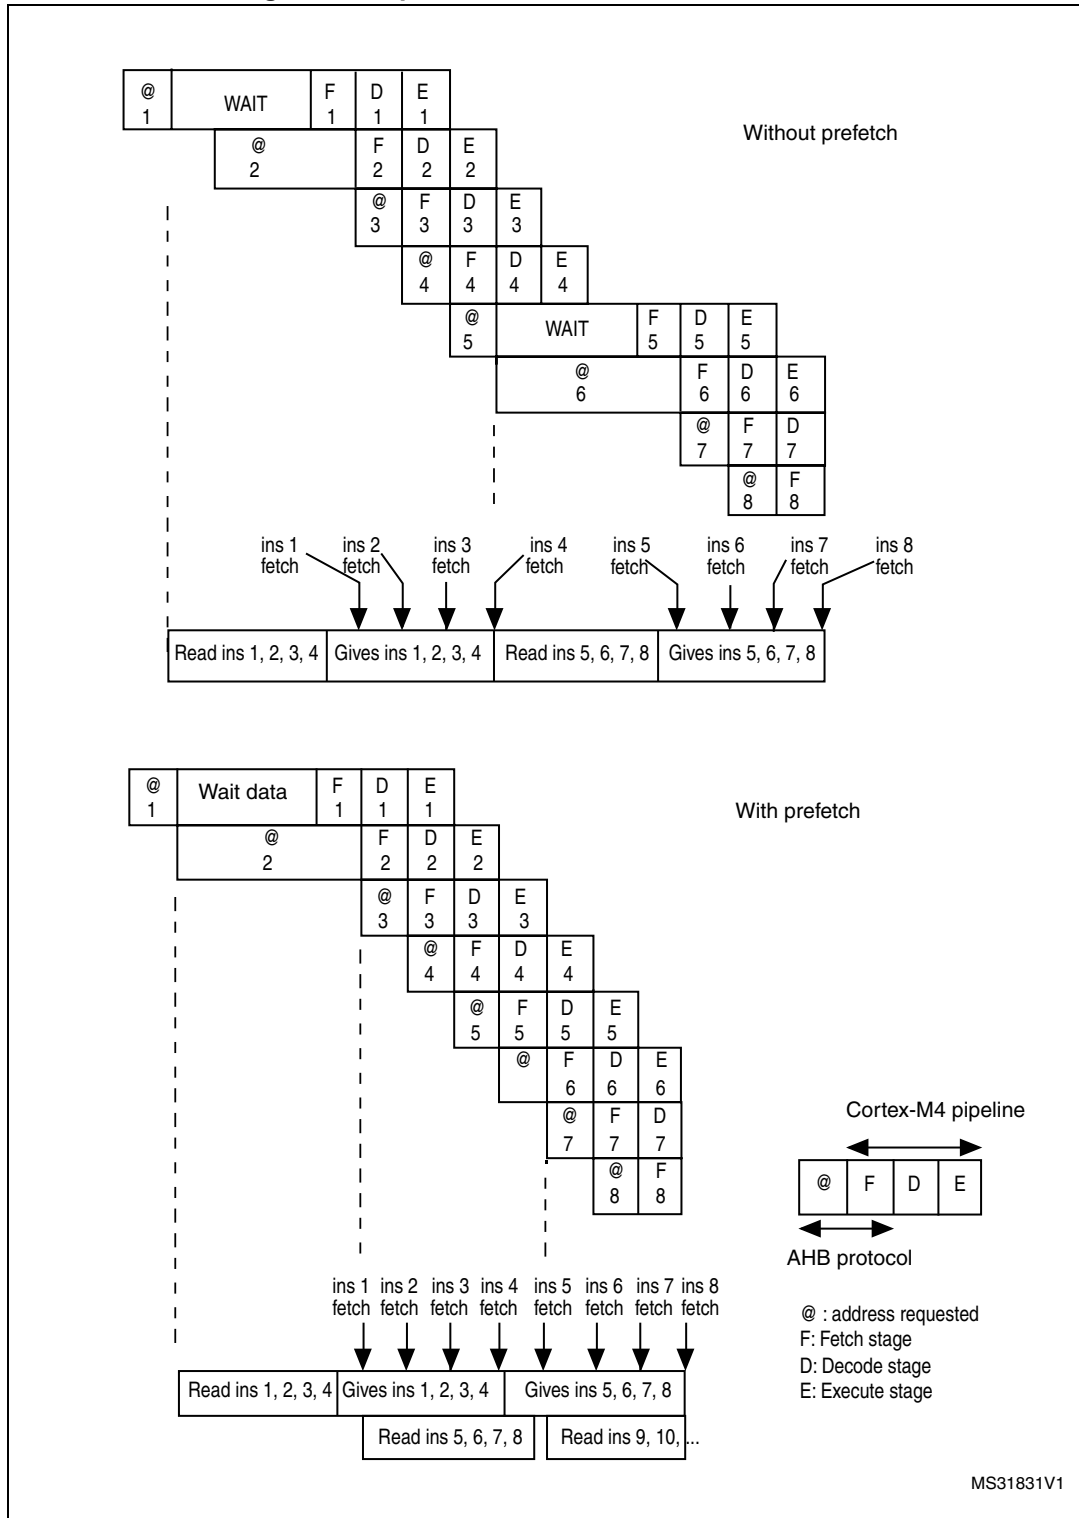 @ WAIT F D E
1 1 1 1
Without prefetch
@ F D E
2 2 2 2
@ F D E
3 3 3 3
@ F D E
4 4 4 4
@ WAIT F D E
5 5 5 5
@ F D E
6 6 6 6
@ F D
7 7 7
@ F
8 8
ins 1 ins 2 ins 3 ins 4 ins 5 ins 6 ins 7 ins 8
fetch fetch fetch fetch fetch fetch fetch fetch
Read ins 1, 2, 3, 4 Gives ins 1, 2, 3, 4 Read ins 5, 6, 7, 8 Gives ins 5, 6, 7, 8
@ Wait data F D E
1 1 1 1
With prefetch
@ F D E
2 2 2 2
@ F D E
3 3 3 3
@ F D E
4 4 4 4
@ F D E
5 5 5 5
@ F D E
6 6 6
@ F D
7 7 7
@ F
8 8
Cortex-M4 pipeline
@ F D E
AHB protocol
@ : address requested
F: Fetch stage
D: Decode stage
E: Execute stage
ins 1 ins 2 ins 3 ins 4 ins 5 ins 6 ins 7 ins 8
fetch fetch fetch fetch fetch fetch fetch fetch
Read ins 1, 2, 3, 4 Gives ins 1, 2, 3, 4 Gives ins 5, 6, 7, 8
Read ins 5, 6, 7, 8 Read ins 9, 10, ...
MS31831V1